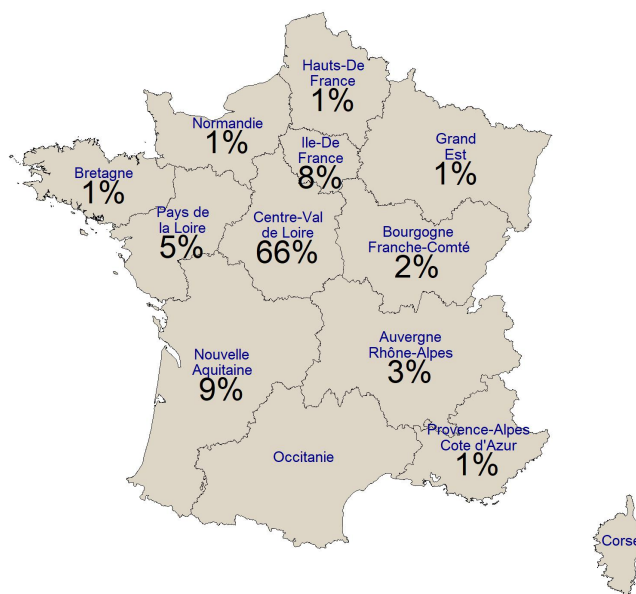 Hauts-De
France
1%
Normandie
1%
Ile-De
France
8%
Grand
Est
1%
Bretagne
1%
Pays de
la Loire
5%
Centre-Val
de Loire
66%
Bourgogne
Franche-Comté
2%
Nouvelle
Aquitaine
9%
Auvergne
Rhône-Alpes
3%
Provence-Alpes
Cote d'Azur
1%
Occitanie
Corse